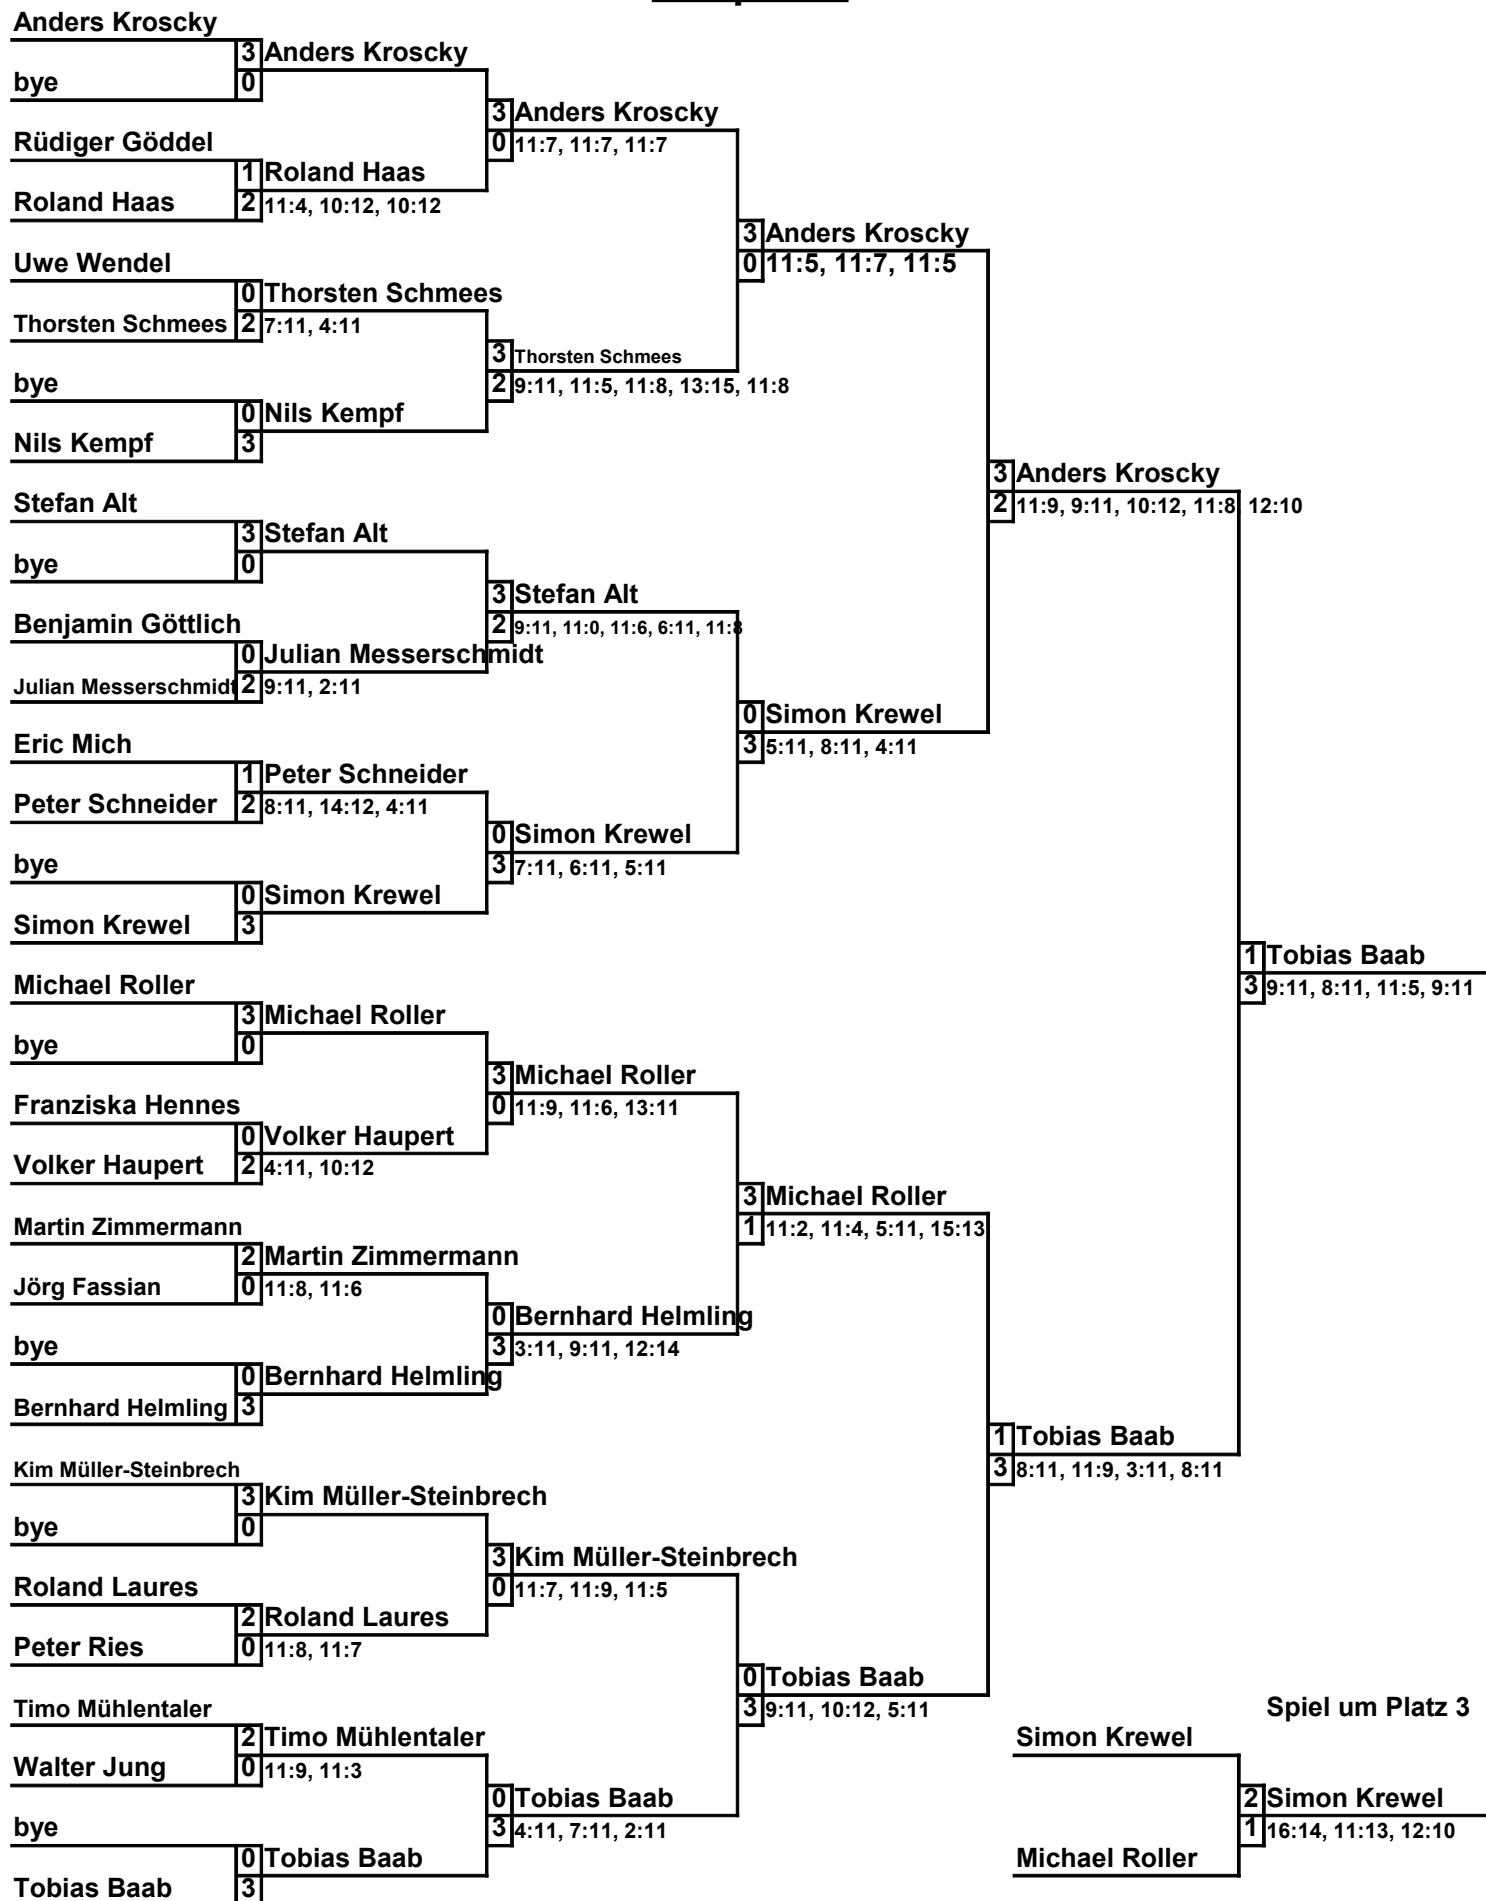 Anders Kroscky
3 Anders Kroscky
bye
0
3 Anders Kroscky
0 11:7, 11:7, 11:7
Rüdiger Göddel
1 Roland Haas
Roland Haas
2 11:4, 10:12, 10:12
3 Anders Kroscky
0 11:5, 11:7, 11:5
Uwe Wendel
0 Thorsten Schmees
Thorsten Schmees
2 7:11, 4:11
3 Thorsten Schmees
2 9:11, 11:5, 11:8, 13:15, 11:8
bye
0 Nils Kempf
Nils Kempf
3
3 Anders Kroscky
2 11:9, 9:11, 10:12, 11:8, 12:10
Stefan Alt
3 Stefan Alt
bye
0
3 Stefan Alt
2 9:11, 11:0, 11:6, 6:11, 11:8
Benjamin Göttlich
0 Julian Messerschmidt
Julian Messerschmidt
2 9:11, 2:11
0 Simon Krewel
3 5:11, 8:11, 4:11
Eric Mich
1 Peter Schneider
Peter Schneider
2 8:11, 14:12, 4:11
0 Simon Krewel
3 7:11, 6:11, 5:11
bye
0 Simon Krewel
Simon Krewel
3
1 Tobias Baab
3 9:11, 8:11, 11:5, 9:11
Michael Roller
3 Michael Roller
bye
0
3 Michael Roller
0 11:9, 11:6, 13:11
Franziska Hennes
0 Volker Haupert
Volker Haupert
2 4:11, 10:12
3 Michael Roller
1 11:2, 11:4, 5:11, 15:13
Martin Zimmermann
2 Martin Zimmermann
Jörg Fassian
0 11:8, 11:6
0 Bernhard Helmling
3 3:11, 9:11, 12:14
bye
0 Bernhard Helmling
Bernhard Helmling
3
1 Tobias Baab
3 8:11, 11:9, 3:11, 8:11
Kim Müller-Steinbrech
3 Kim Müller-Steinbrech
bye
0
3 Kim Müller-Steinbrech
0 11:7, 11:9, 11:5
Roland Laures
2 Roland Laures
Peter Ries
0 11:8, 11:7
0 Tobias Baab
3 9:11, 10:12, 5:11
Timo Mühlentaler
2 Timo Mühlentaler
Walter Jung
0 11:9, 11:3
0 Tobias Baab
3 4:11, 7:11, 2:11
bye
0 Tobias Baab
Tobias Baab
3
Spiel um Platz 3
Simon Krewel
2 Simon Krewel
1 16:14, 11:13, 12:10
Michael Roller